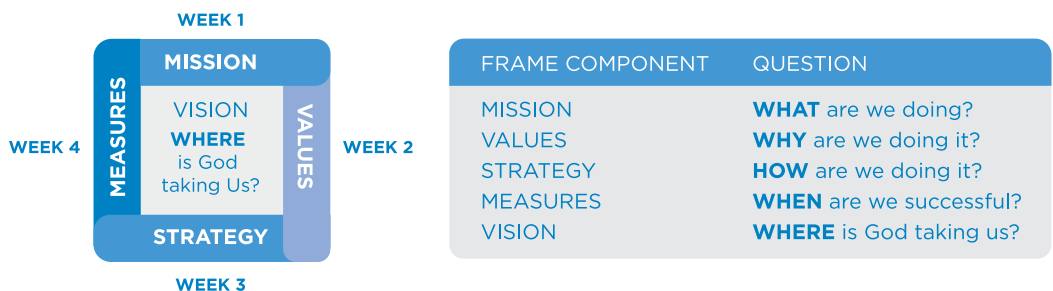 WEEK 1
MISSION
MEASURES
VISION
WHERE
is God
taking Us?
VALUES
WEEK 4
WEEK 2
STRATEGY
WEEK 3
FRAME COMPONENT QUESTION
MISSION WHAT are we doing?
VALUES WHY are we doing it?
STRATEGY HOW are we doing it?
MEASURES WHEN are we successful?
VISION WHERE is God taking us?